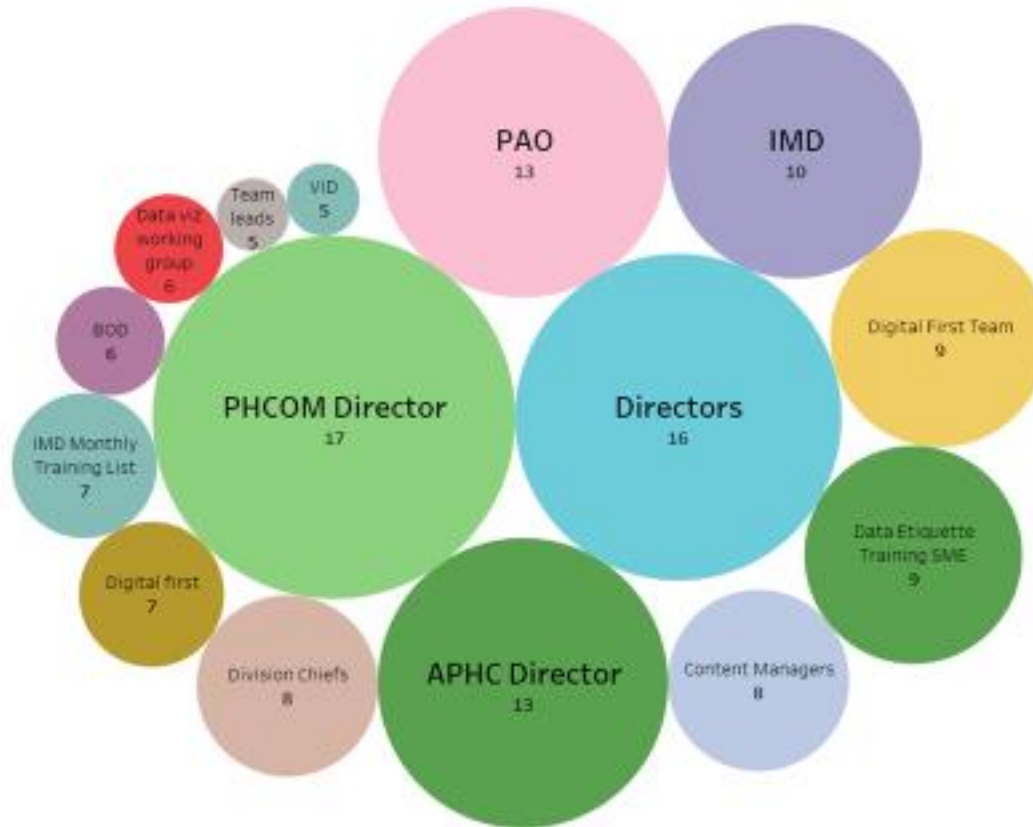 PAO
13
IMD
10
VID
5
Team
leads
5
Data viz
working
group
6
BOD
6
Digital First Team
9
PHCOM Director
17
Directors
16
IMD Monthly
Training List
7
Data Etiquette
Training SME
9
Digital first
7
Division Chiefs
8
APHC Director
13
Content Managers
8